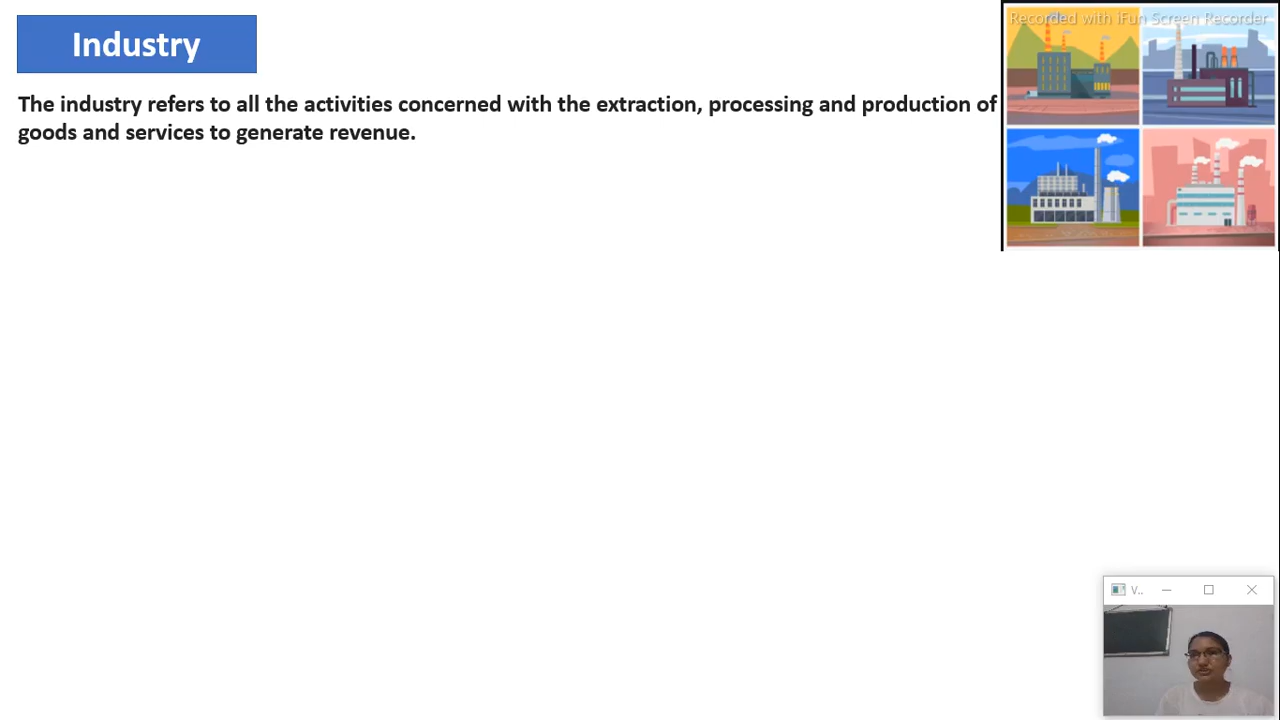 Industry
Recorded with iFun Screen Recorder
The industry refers to all the activities concerned with the extraction, processing and production of
goods and services to generate revenue.
V..